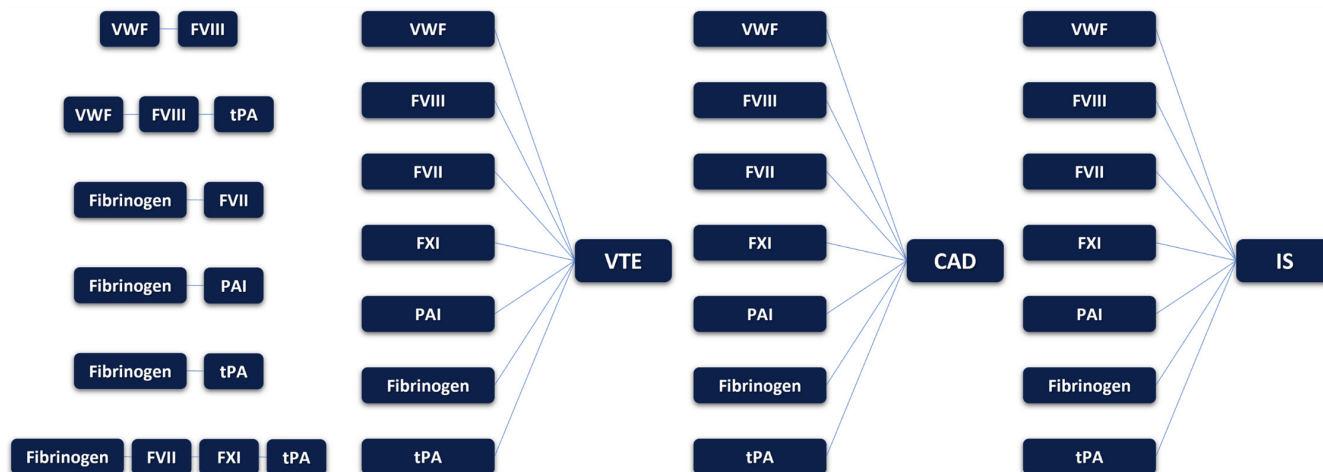 VWF FVIII
VWF FVIII tPA
Fibrinogen FVII
Fibrinogen PAI
Fibrinogen tPA
Fibrinogen FVII FXI tPA
VWF
FVIII
FVII
FXI
PAI
Fibrinogen
tPA
VTE
VWF
FVIII
FVII
FXI
PAI
Fibrinogen
tPA
CAD
VWF
FVIII
FVII
FXI
PAI
Fibrinogen
tPA
IS